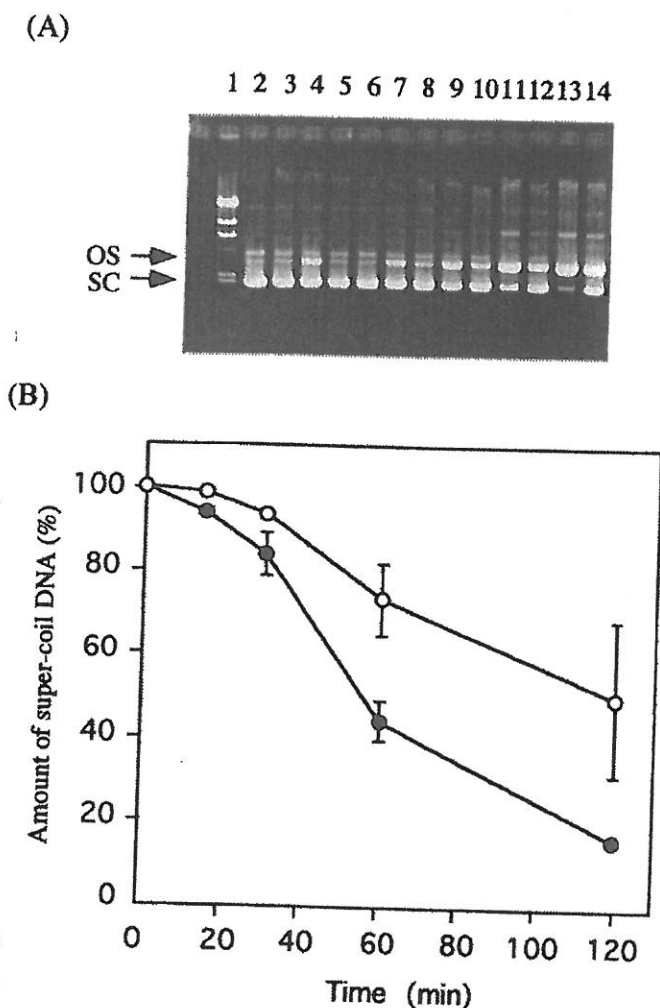 (A)
1 2 3 4 5 6 7 8 9 10 11 12 13 14
OS
SC
(B)
Amount of super-coil DNA (%)
100
80
60
40
20
0
0 20 40 60 80 100 120
Time (min)